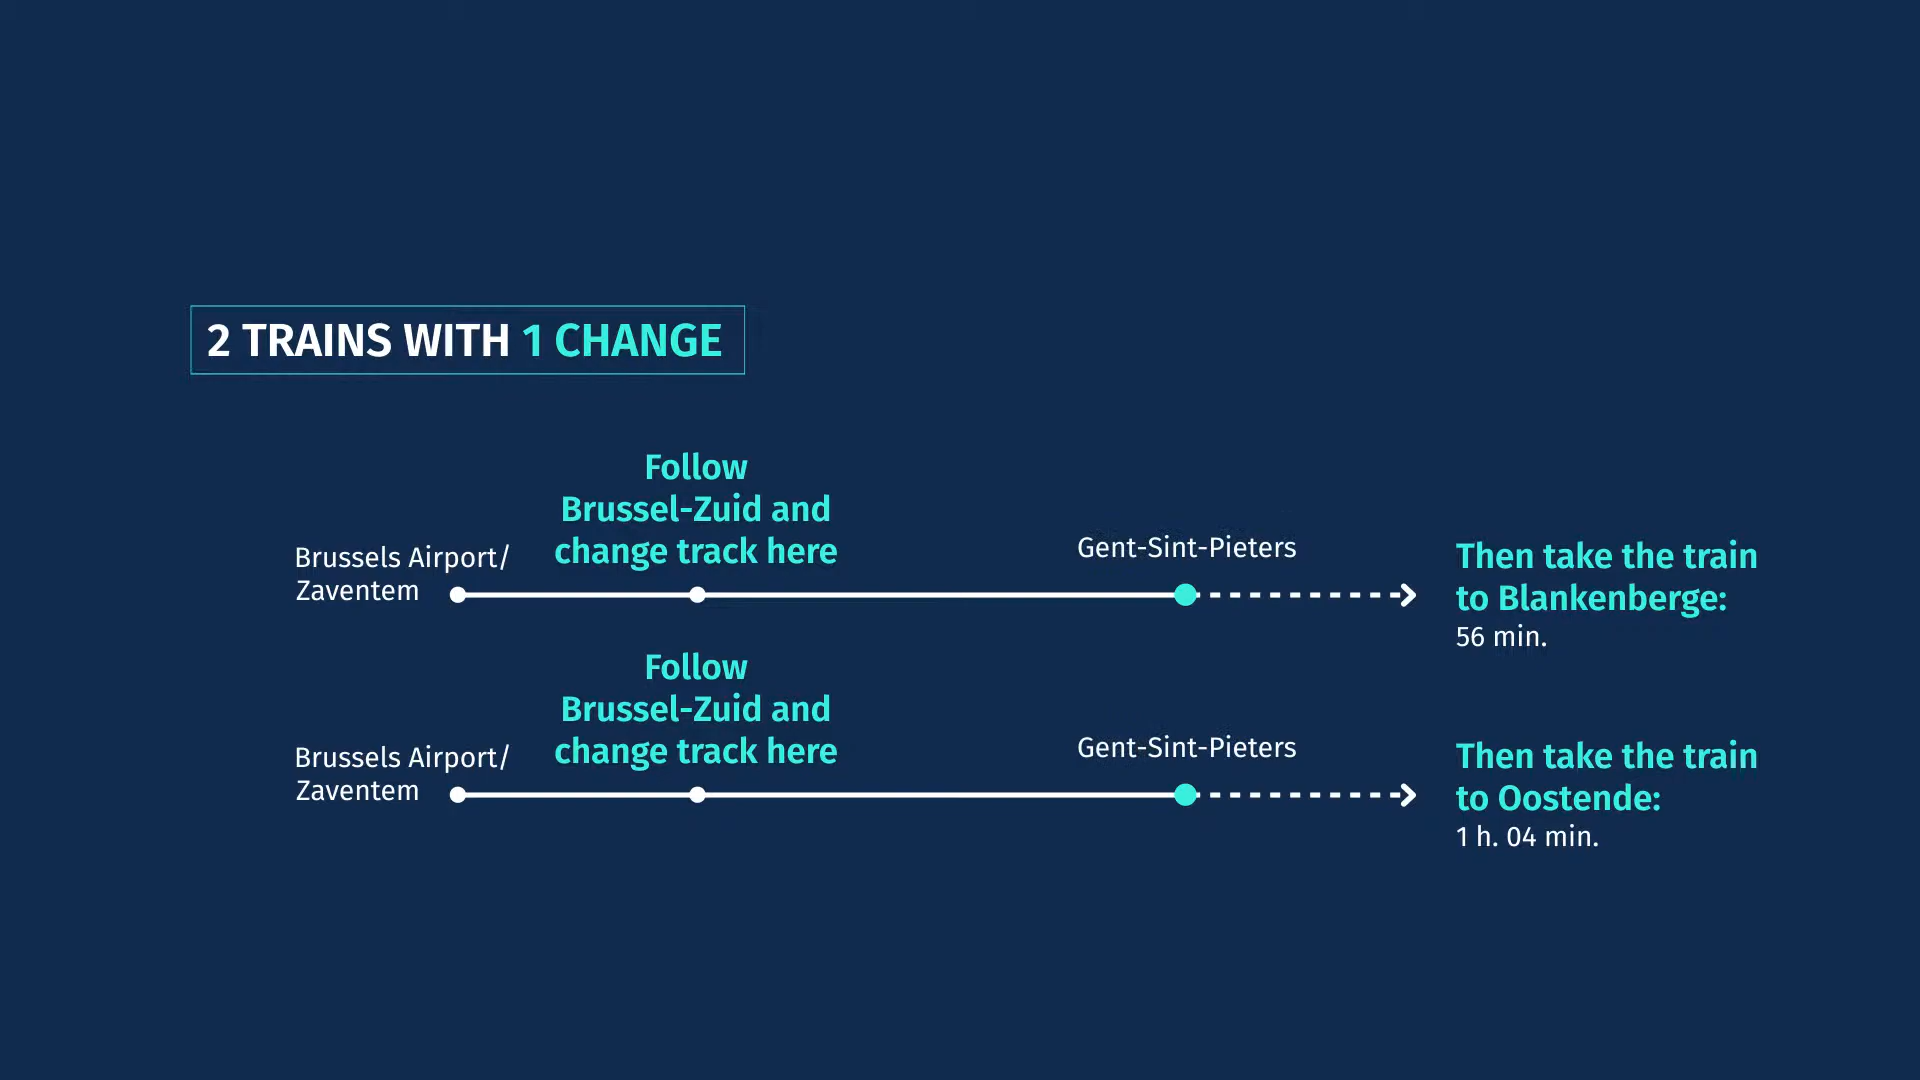 2 TRAINS WITH 1 CHANGE
Follow
Brussel-Zuid and
change track here
Brussels Airport/
Zaventem
Gent-Sint-Pieters
Then take the train
to Blankenberge:
56 min.
Follow
Brussel-Zuid and
change track here
Brussels Airport/
Zaventem
Gent-Sint-Pieters
Then take the train
to Oostende:
1 h. 04 min.